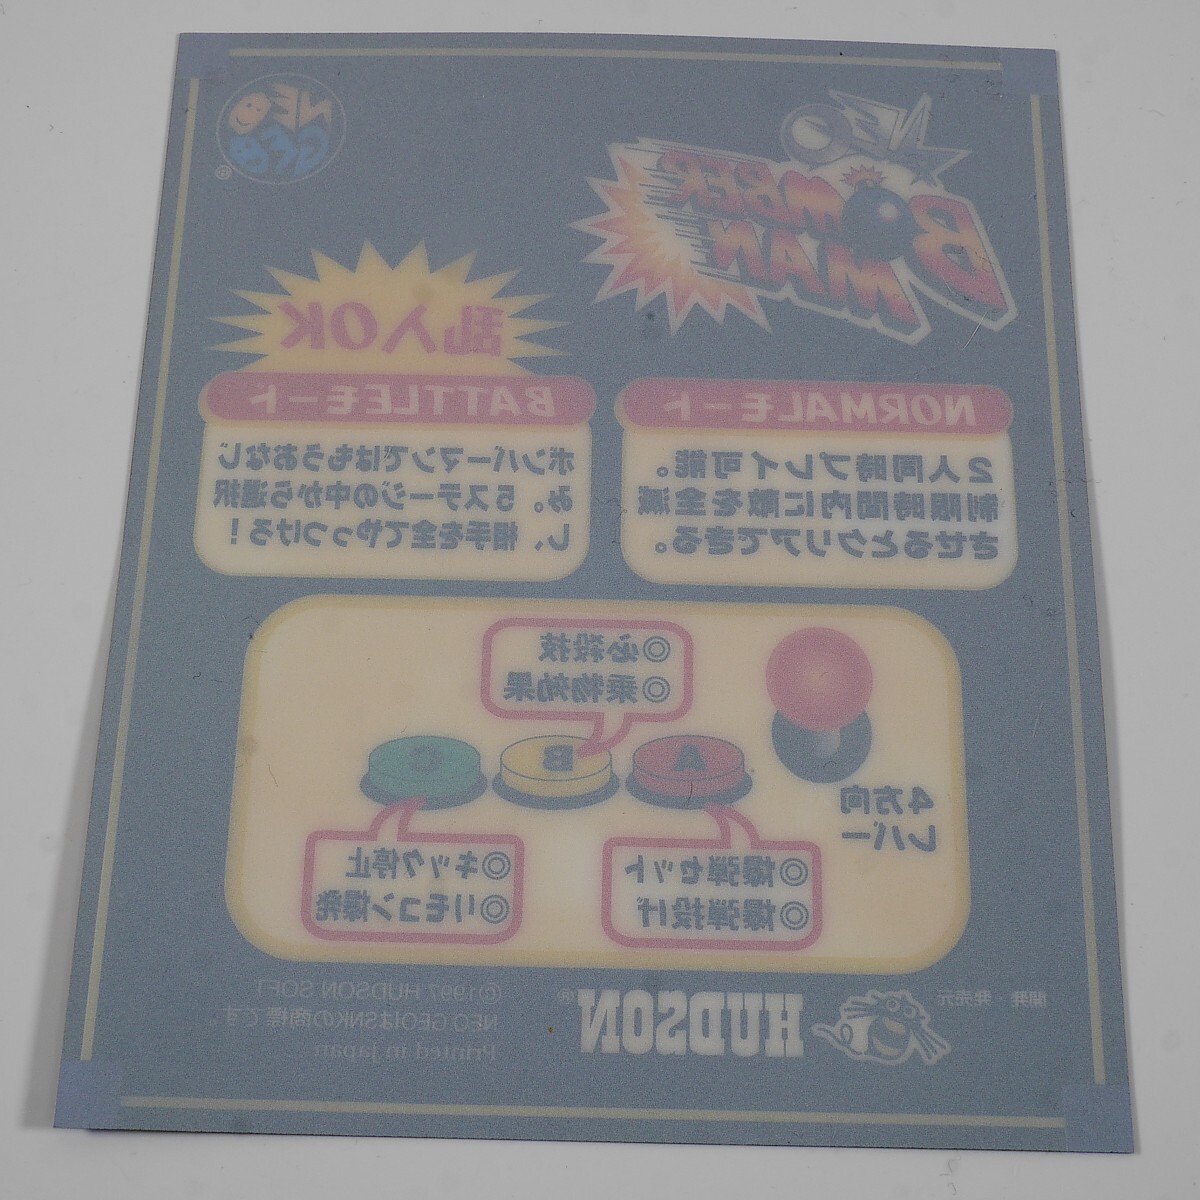 NEO
BOMBER
MAN
NEO
GEO
®
NORMALモード
2人同時プレイ可能。
制限時間内に敵を全滅
させるとクリアできる。
乱入OK
BATTLEモード
ボンバーマンではもうおなじ
み。5ステージの中から選択
し、相手を全てやっつけろ!
4方向
レバー
◎必殺技
◎乗物効果
A
B
C
◎爆弾セット
◎爆弾投げ
◎キック停止
◎リモコン爆発
開発・発売元
HUDSON®
©1997 HUDSON SOFT
NEO GEOはSNKの商標です。
Printed in japan